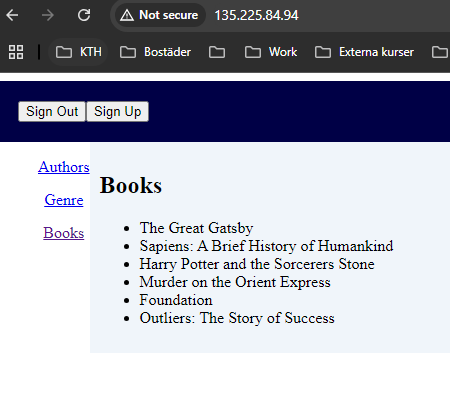 Not secure 135.225.84.94
KTH Bostäder Work Externa kurser
Sign Out Sign Up
Authors
Genre
Books
Books
The Great Gatsby
Sapiens: A Brief History of Humankind
Harry Potter and the Sorcerers Stone
Murder on the Orient Express
Foundation
Outliers: The Story of Success